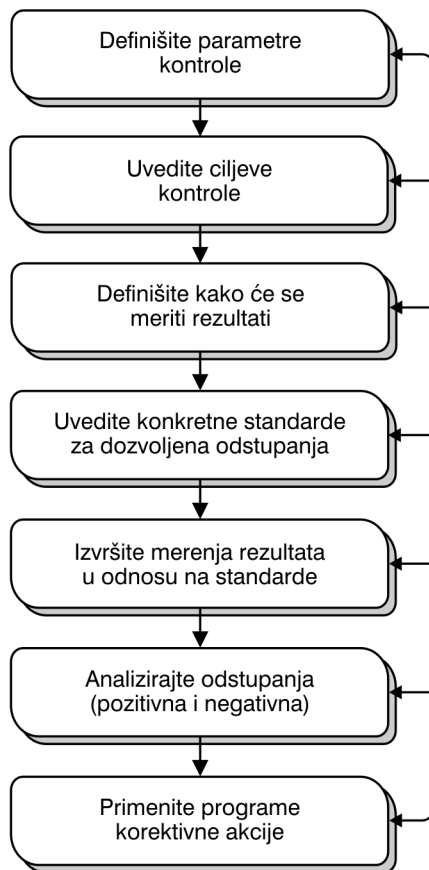 Definišite parametre
kontrole
Uvedite ciljeve
kontrole
Definišite kako će se
meriti rezultati
Uvedite konkretne standarde
za dozvoljena odstupanja
Izvršite merenja rezultata
u odnosu na standarde
Analizirajte odstupanja
(pozitivna i negativna)
Primenite programe
korektivne akcije